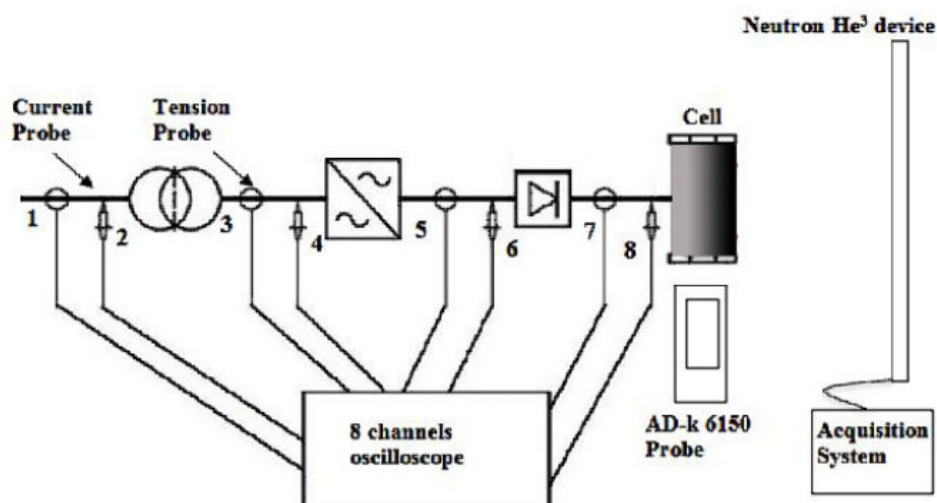 Neutron He³ device
Current
Probe
Tension
Probe
Cell
1
2
3
4
5
6
7
8
8 channels
oscilloscope
AD-k 6150
Probe
Acquisition
System